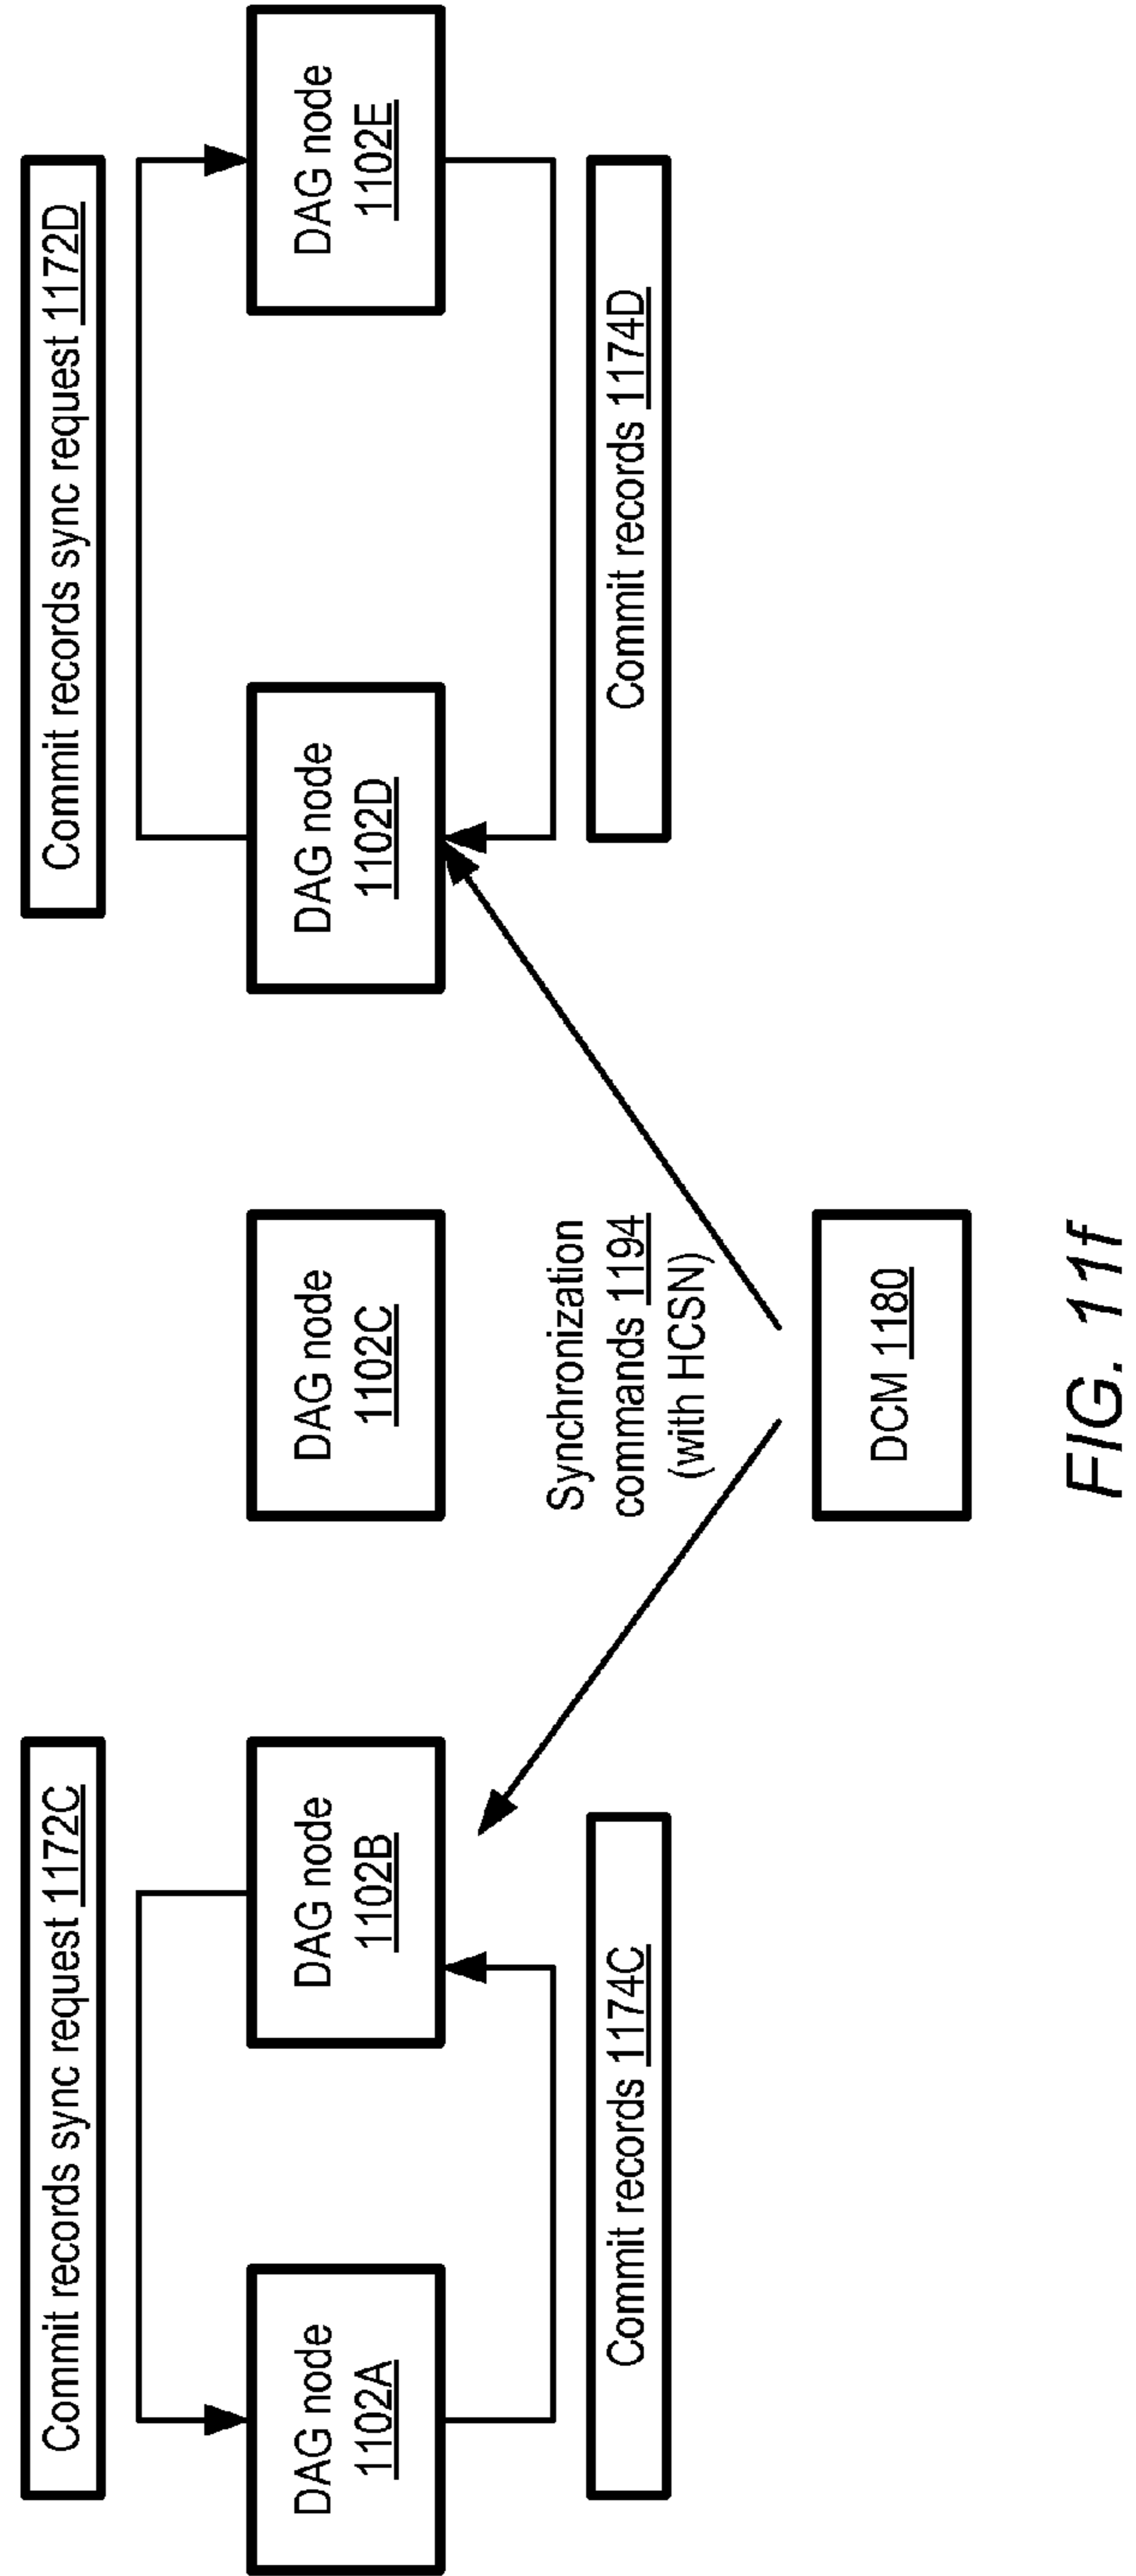 Commit records sync request 1172C
Commit records sync request 1172D
DAG node
1102A
DAG node
1102B
DAG node
1102C
DAG node
1102D
DAG node
1102E
Synchronization
commands 1194
(with HCSN)
Commit records 1174C
Commit records 1174D
DCM 1180
FIG. 11f